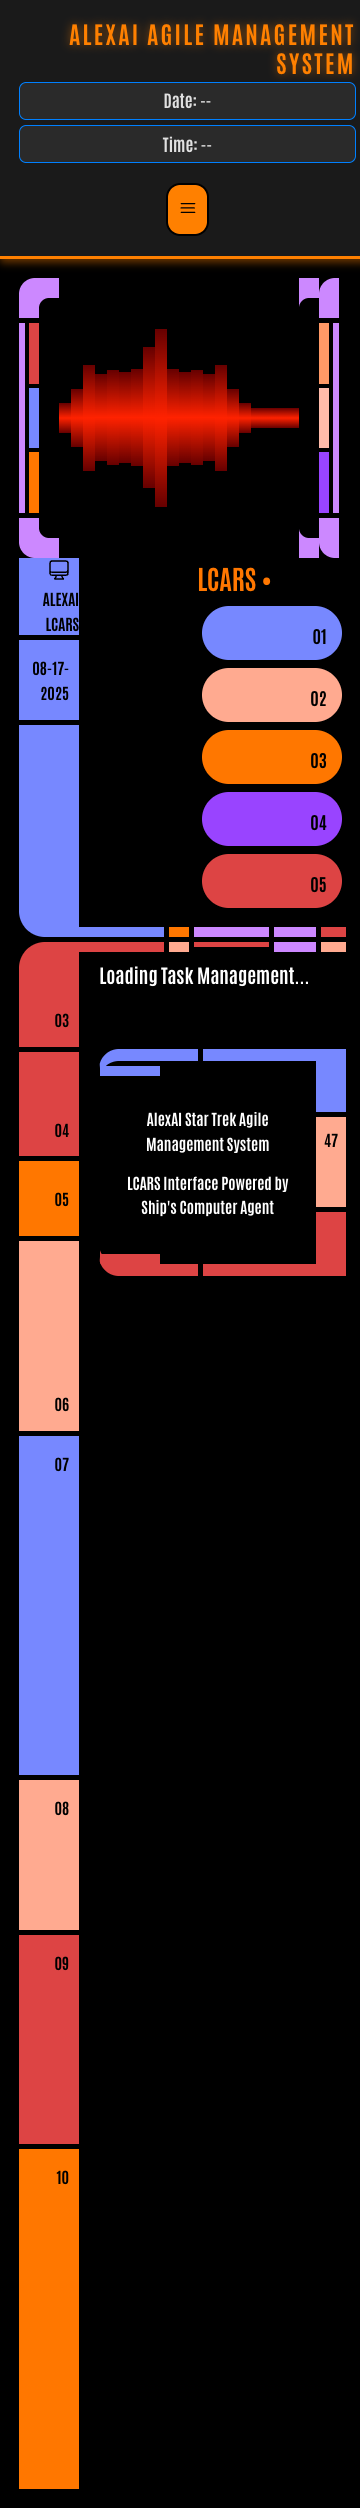 ALEXAI AGILE MANAGEMENT
SYSTEM
Date: --
Time: --
ALEXAI
LCARS
08-17-
2025
LCARS •
01
02
03
04
05
Loading Task Management...
03
04
05
06
07
08
09
10
AlexAI Star Trek Agile
Management System
LCARS Interface Powered by
Ship's Computer Agent
47